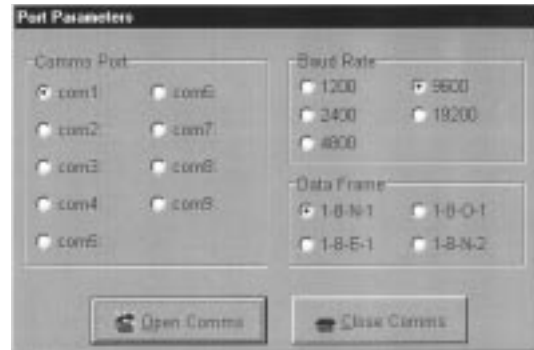 Port Parameters
Comms Port
com1:
com2:
com3:
com4:
com5:
com6:
com7:
com8:
com9:
Baud Rate
1200
2400
4800
9600
19200
Data Frame
1-8-N-1
1-8-E-1
1-8-O-1
1-8-N-2
Open Comms
Close Comms